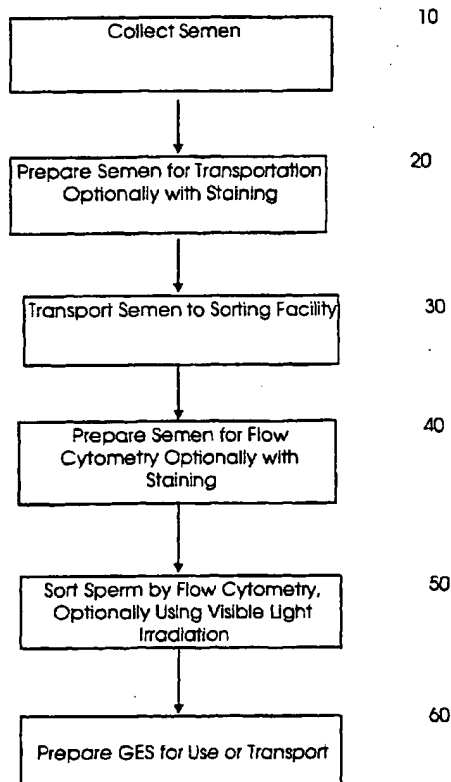 10
Collect Semen
20
Prepare Semen for Transportation
Optionally with Staining
30
Transport Semen to Sorting Facility
40
Prepare Semen for Flow
Cytometry Optionally with
Staining
50
Sort Sperm by Flow Cytometry,
Optionally Using Visible Light
Irradiation
60
Prepare GES for Use or Transport